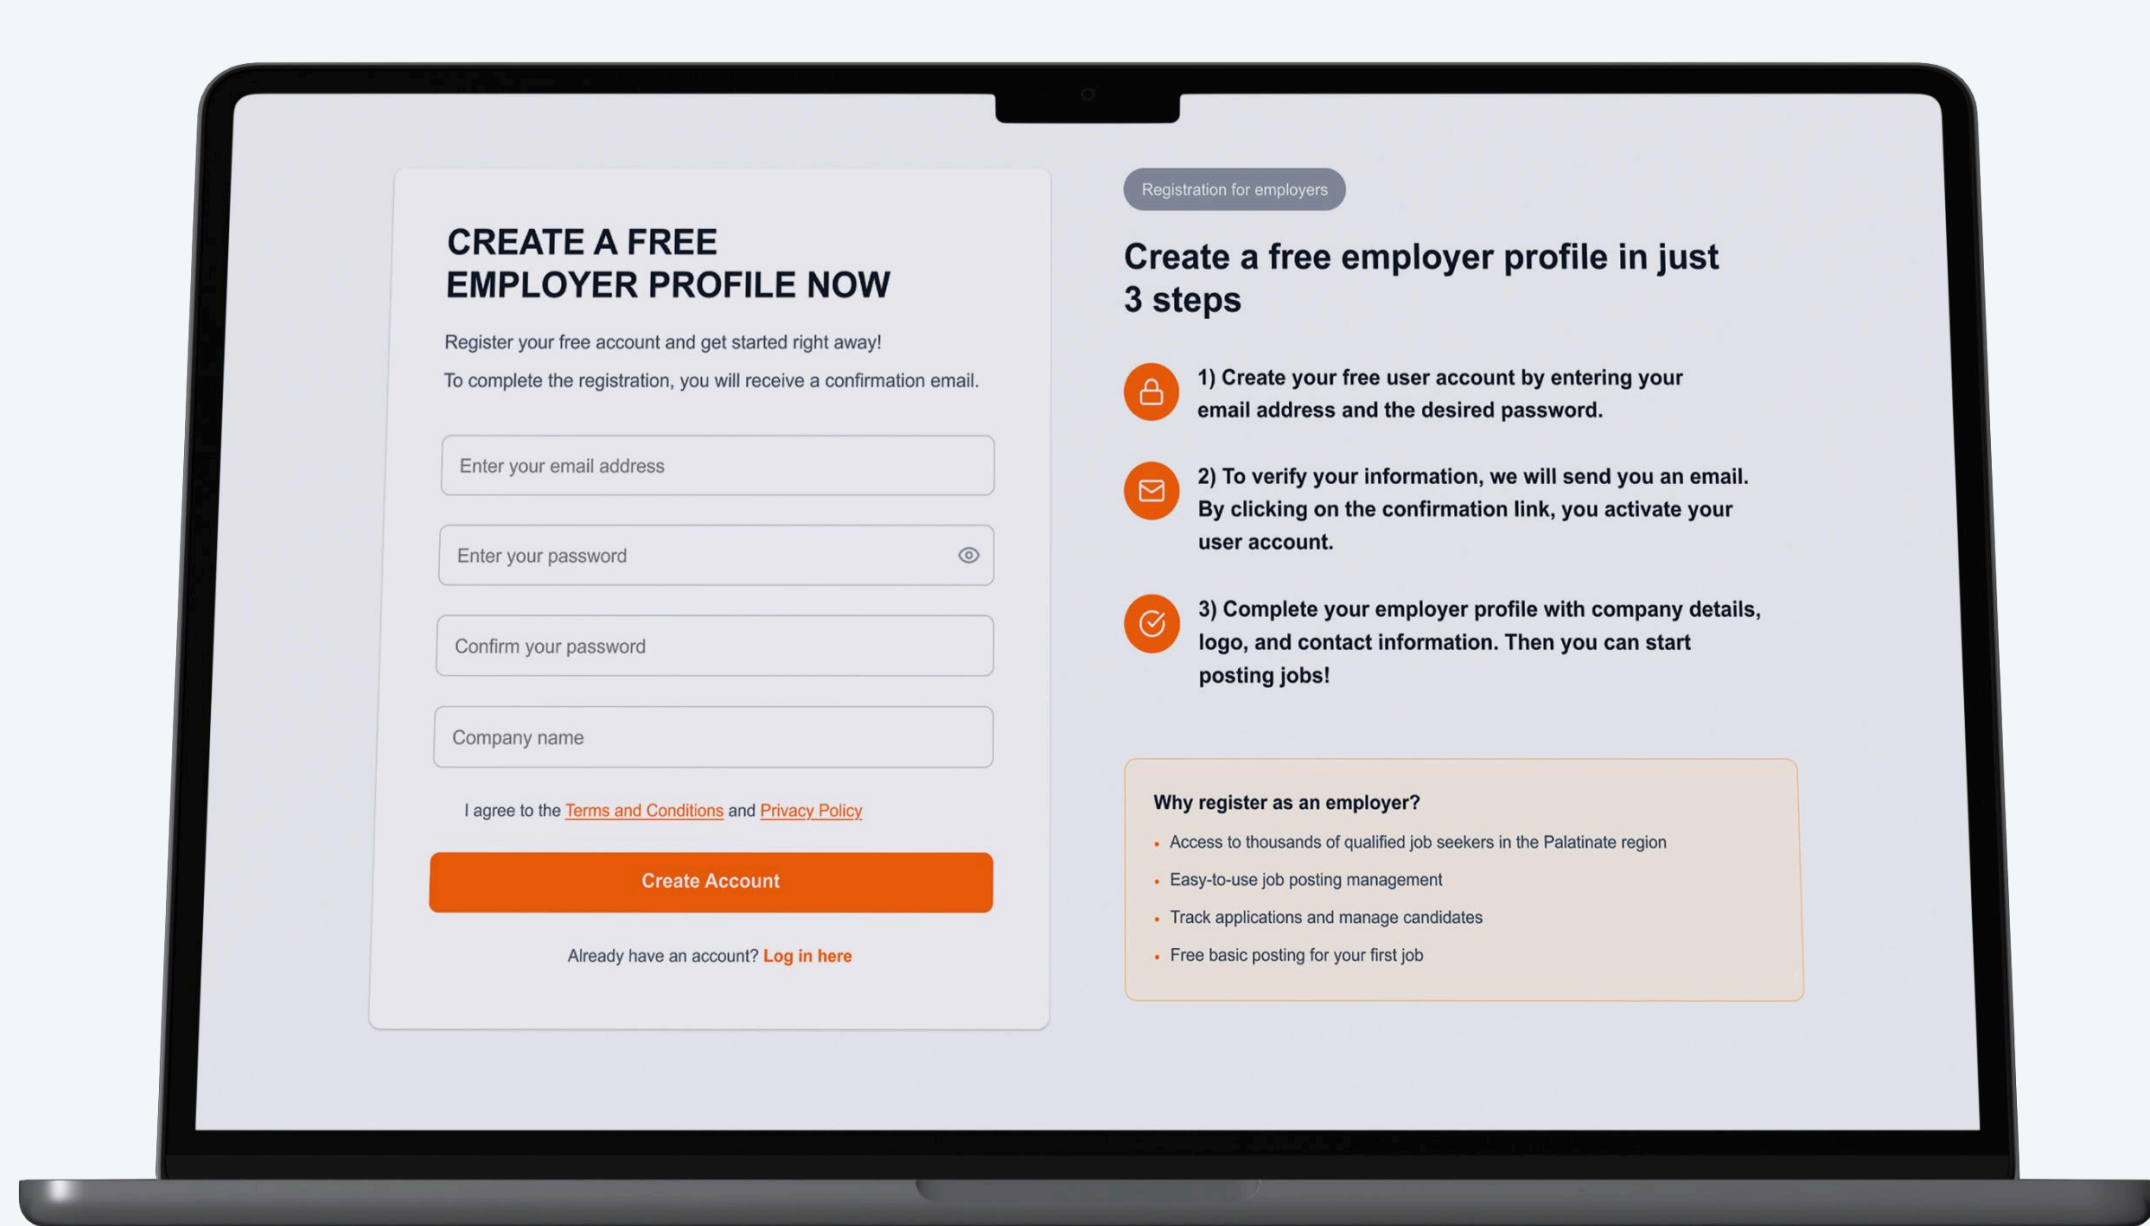 CREATE A FREE
EMPLOYER PROFILE NOW
Register your free account and get started right away!
To complete the registration, you will receive a confirmation email.
Enter your email address
Enter your password
Confirm your password
Company name
I agree to the Terms and Conditions and Privacy Policy
Create Account
Already have an account? Log in here
Registration for employers
Create a free employer profile in just
3 steps
1) Create your free user account by entering your
email address and the desired password.
2) To verify your information, we will send you an email.
By clicking on the confirmation link, you activate your
user account.
3) Complete your employer profile with company details,
logo, and contact information. Then you can start
posting jobs!
Why register as an employer?
• Access to thousands of qualified job seekers in the Palatinate region
• Easy-to-use job posting management
• Track applications and manage candidates
• Free basic posting for your first job